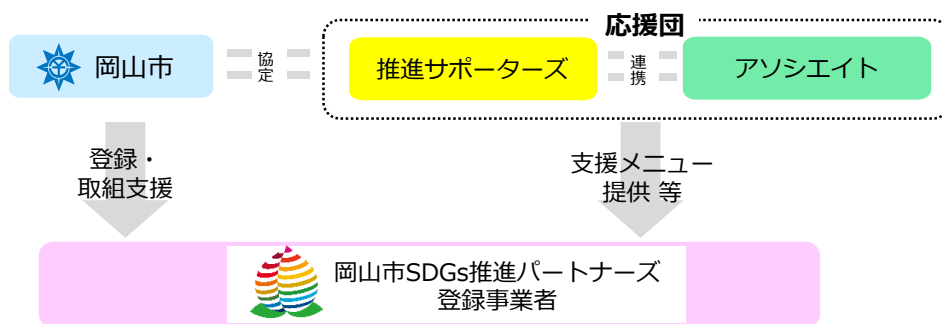 応援団
岡山市
協定
推進サポーターズ
連携
アソシエイト
登録・
取組支援
支援メニュー
提供 等
岡山市SDGs推進パートナーズ
登録事業者